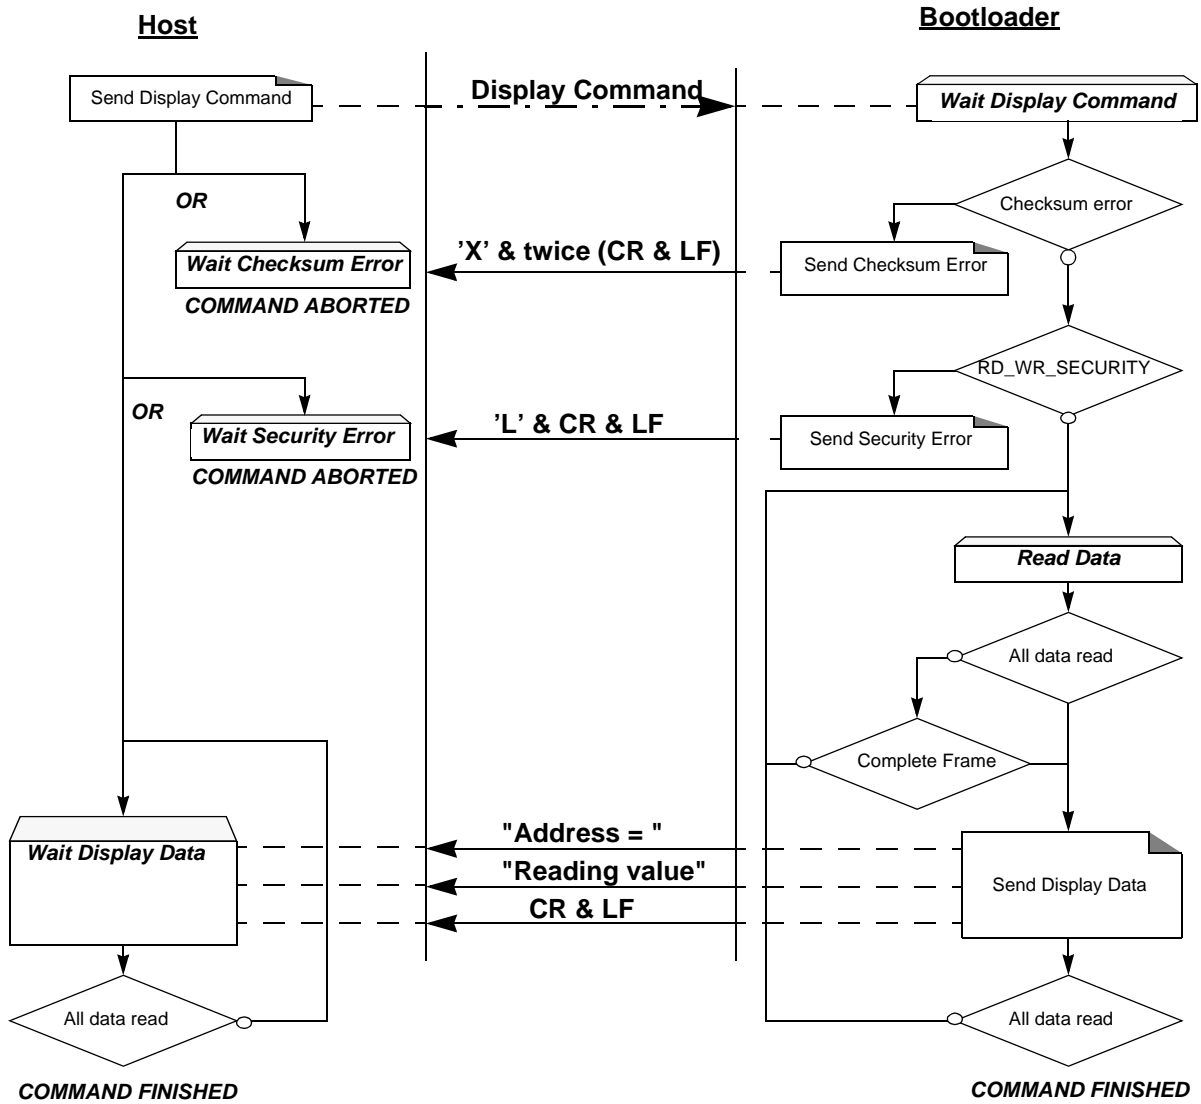 Host
Bootloader
Send Display Command
Display Command
Wait Display Command
OR
Checksum error
Wait Checksum Error
’X’ & twice (CR & LF)
Send Checksum Error
COMMAND ABORTED
RD_WR_SECURITY
OR
Wait Security Error
’L’ & CR & LF
Send Security Error
COMMAND ABORTED
Read Data
All data read
Complete Frame
Wait Display Data
"Address = "
"Reading value"
CR & LF
Send Display Data
All data read
All data read
COMMAND FINISHED
COMMAND FINISHED